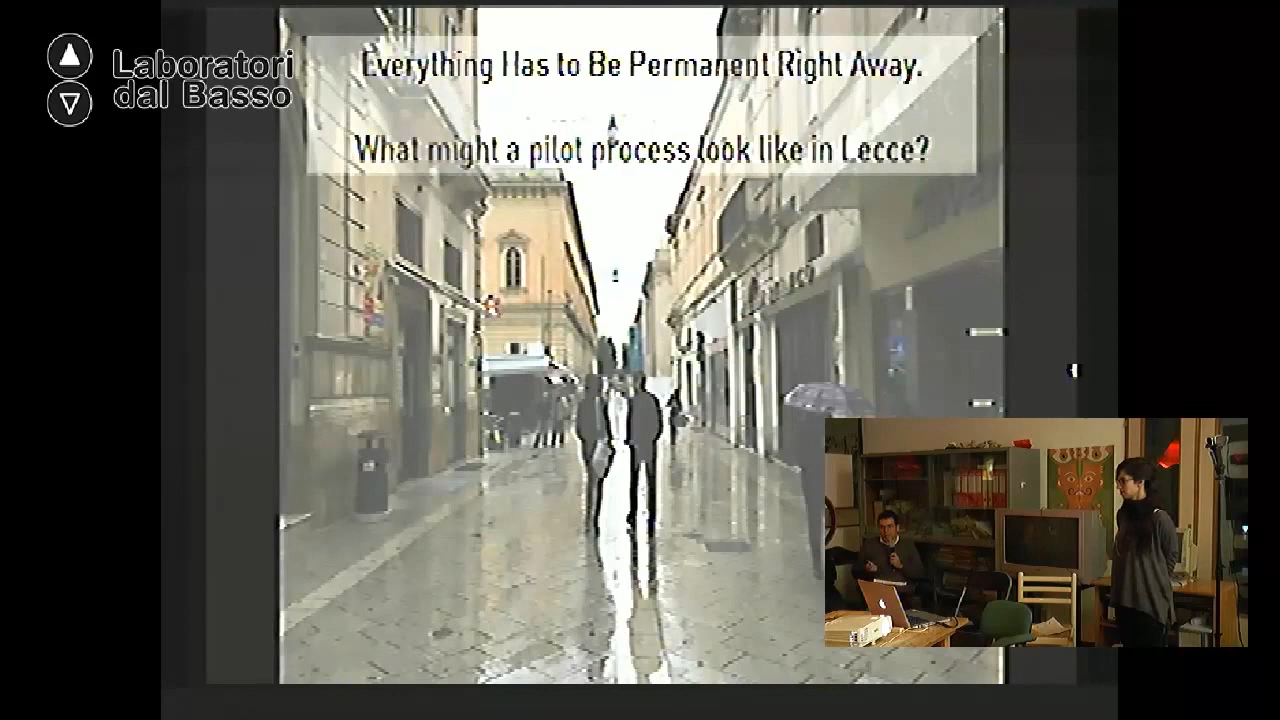 Laboratori
dal Basso
Everything Has to Be Permanent Right Away.
What might a pilot process look like in Lecce?